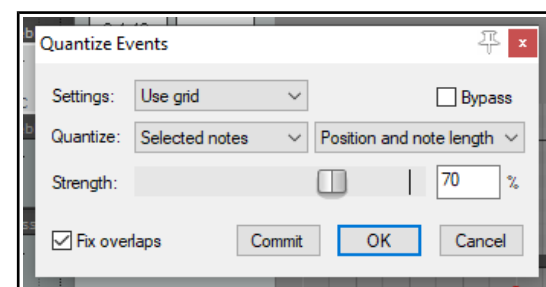 Quantize Events x
Settings: Use grid Bypass
Quantize: Selected notes Position and note length
Strength: 70 %
Fix overlaps Commit OK Cancel